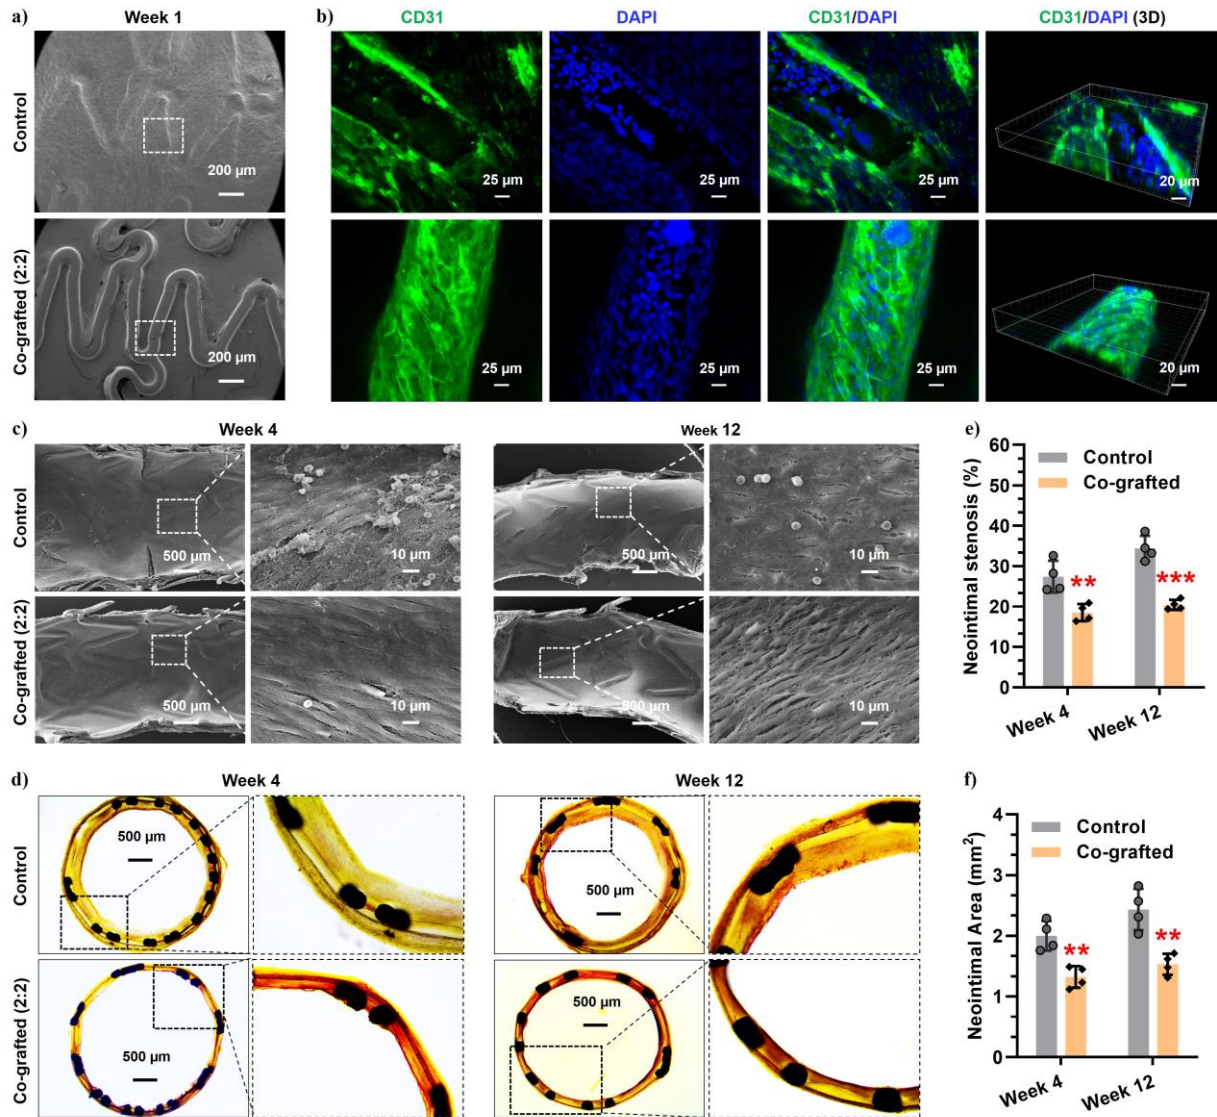 a)
Week 1
Control
200 µm
Co-grafted (2:2)
200 µm
b)
CD31
DAPI
CD31/DAPI
CD31/DAPI (3D)
25 µm
25 µm
25 µm
20 µm
25 µm
25 µm
25 µm
20 µm
c)
Week 4
Week 12
Control
500 µm
10 µm
500 µm
10 µm
Co-grafted (2:2)
500 µm
10 µm
500 µm
10 µm
d)
Week 4
Week 12
Control
500 µm
500 µm
Co-grafted (2:2)
500 µm
500 µm
e)
Neointimal stenosis (%)
60
50
40
30
20
10
0
Control
Co-grafted
**
***
Week 4
Week 12
f)
Neointimal Area (mm²)
4
3
2
1
0
Control
Co-grafted
**
**
Week 4
Week 12